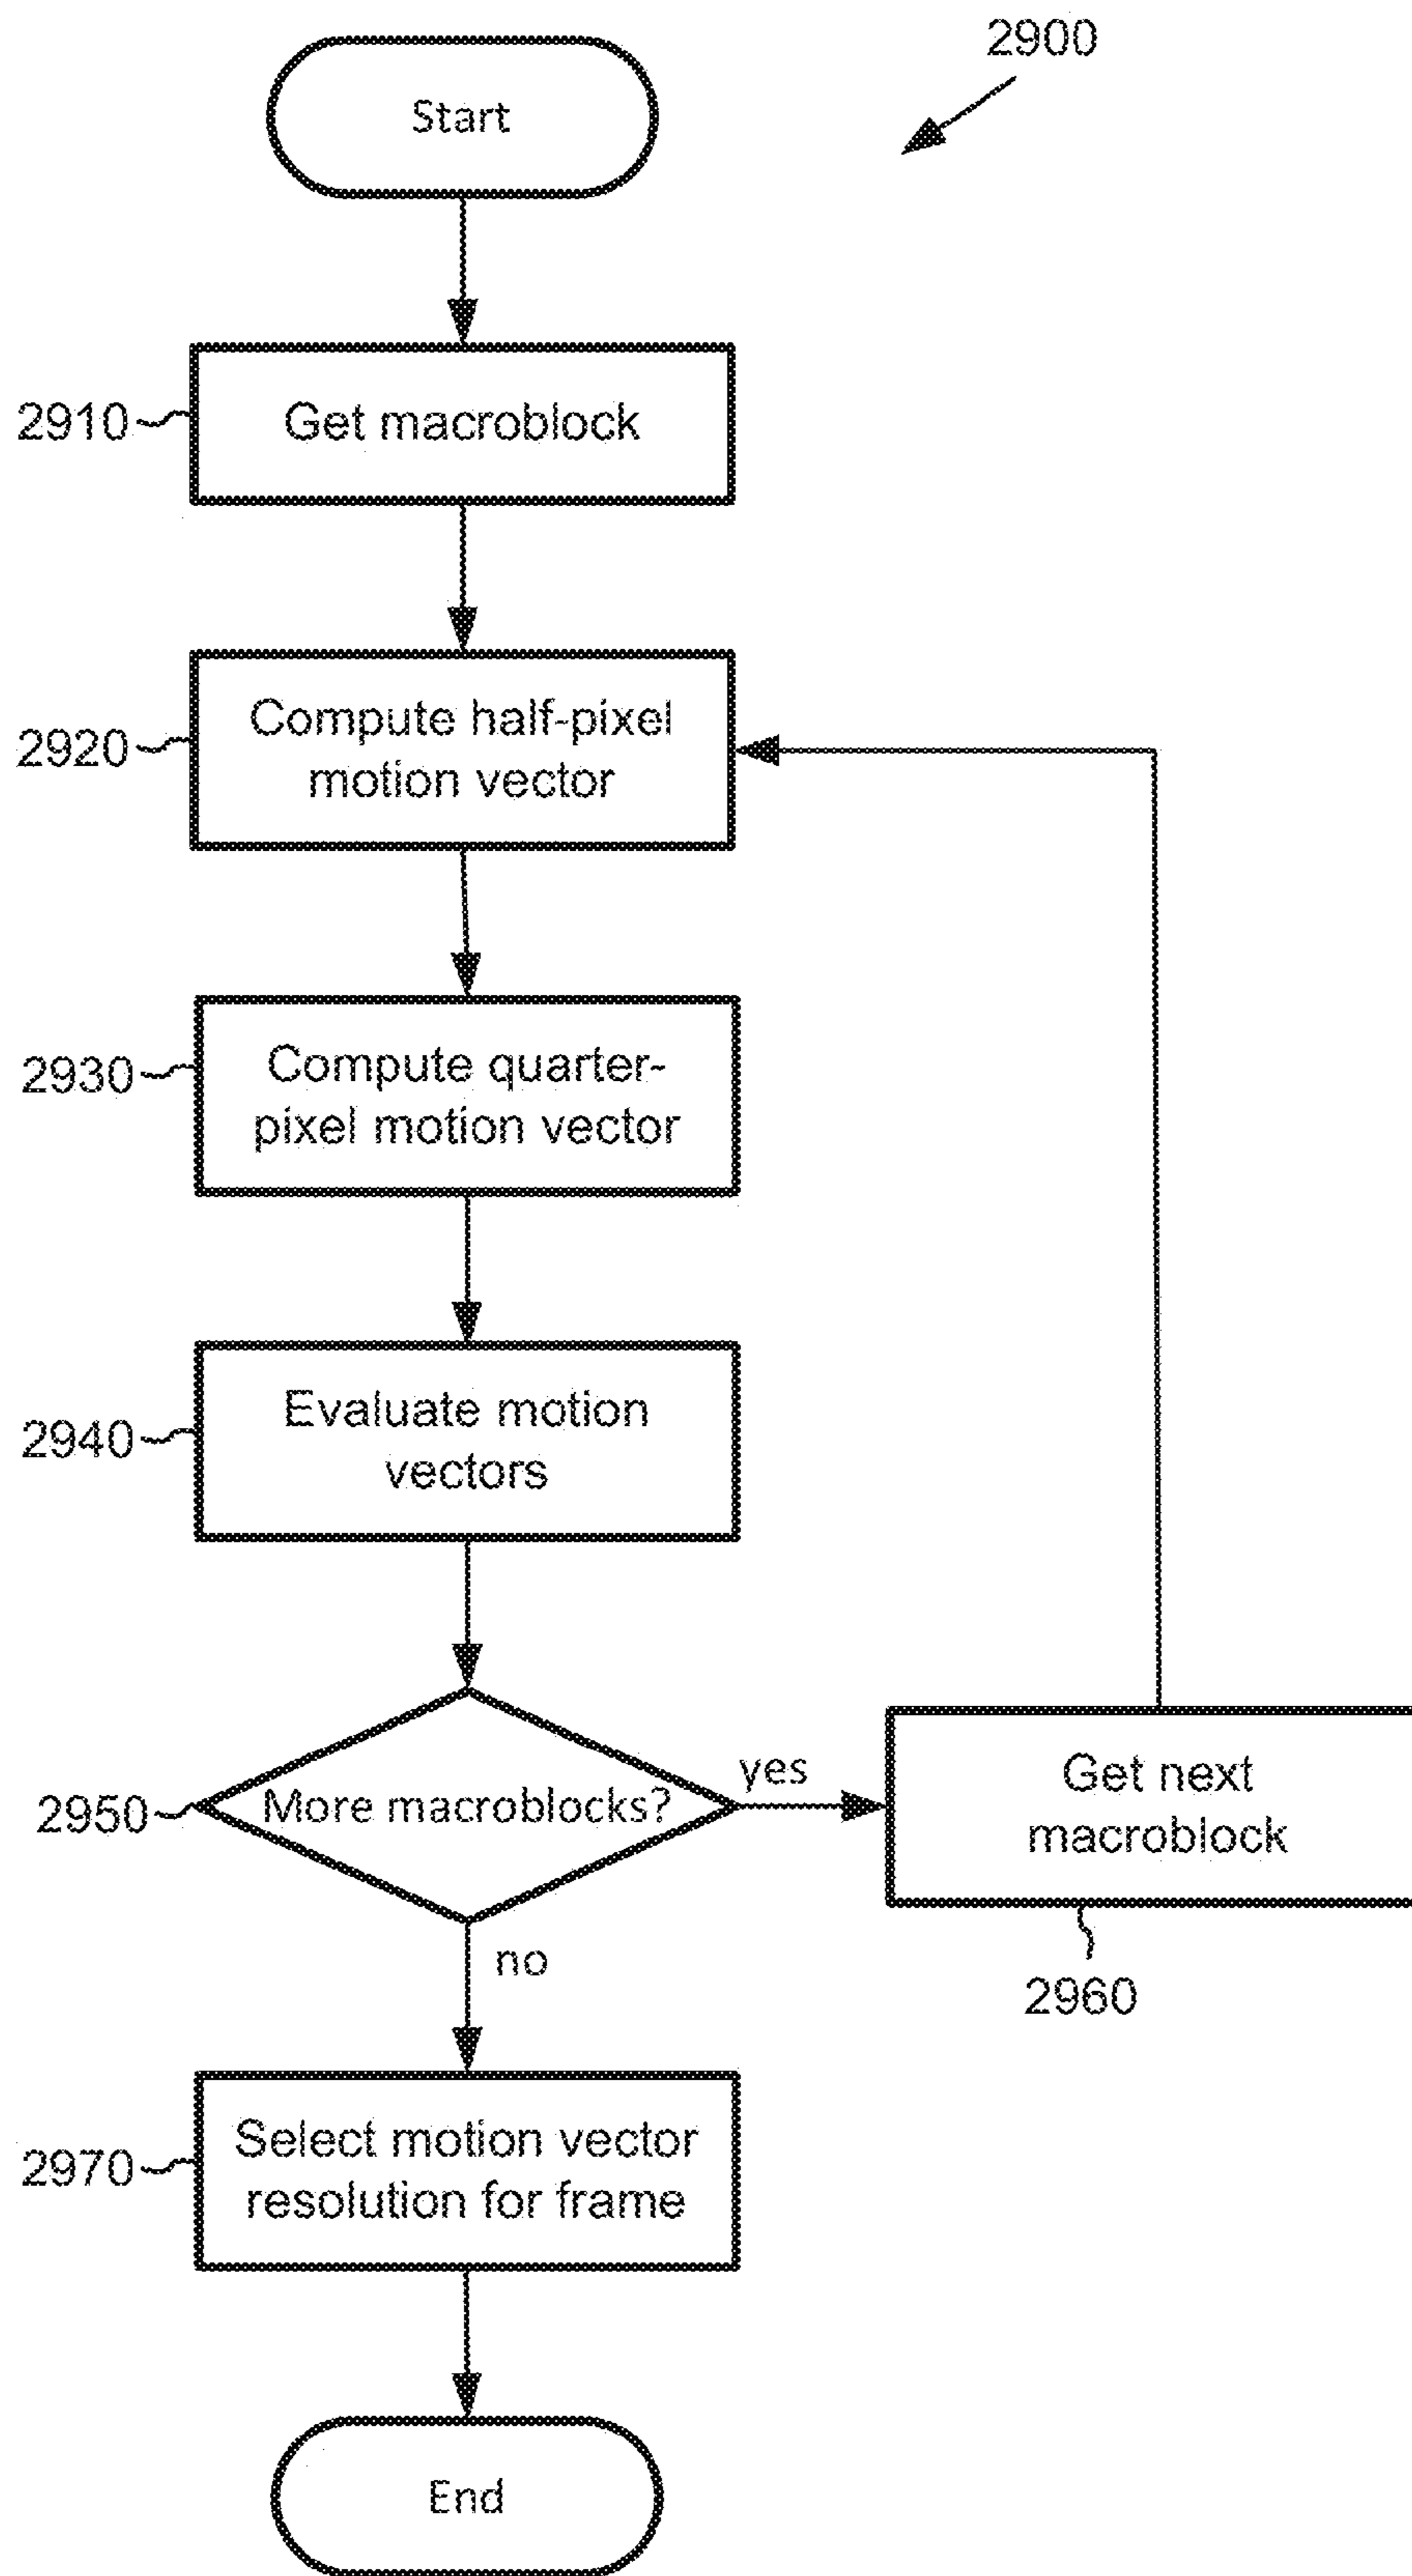 2900
Start
2910
Get macroblock
2920
Compute half-pixel
motion vector
2930
Compute quarter-
pixel motion vector
2940
Evaluate motion
vectors
2950
More macroblocks?
yes
Get next
macroblock
2960
no
2970
Select motion vector
resolution for frame
End